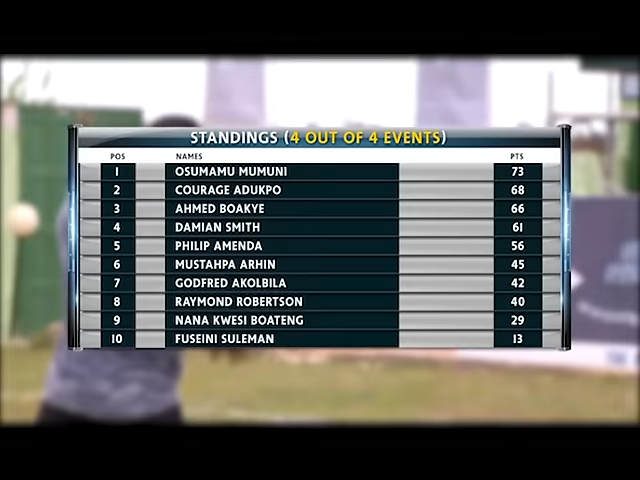 STANDINGS (4 OUT OF 4 EVENTS)
POS NAMES PTS
1 OSUMAMU MUMUNI 73
2 COURAGE ADUKPO 68
3 AHMED BOAKYE 66
4 DAMIAN SMITH 61
5 PHILIP AMENDA 56
6 MUSTAHPA ARHIN 45
7 GODFRED AKOLBILA 42
8 RAYMOND ROBERTSON 40
9 NANA KWESI BOATENG 29
10 FUSEINI SULEMAN 13